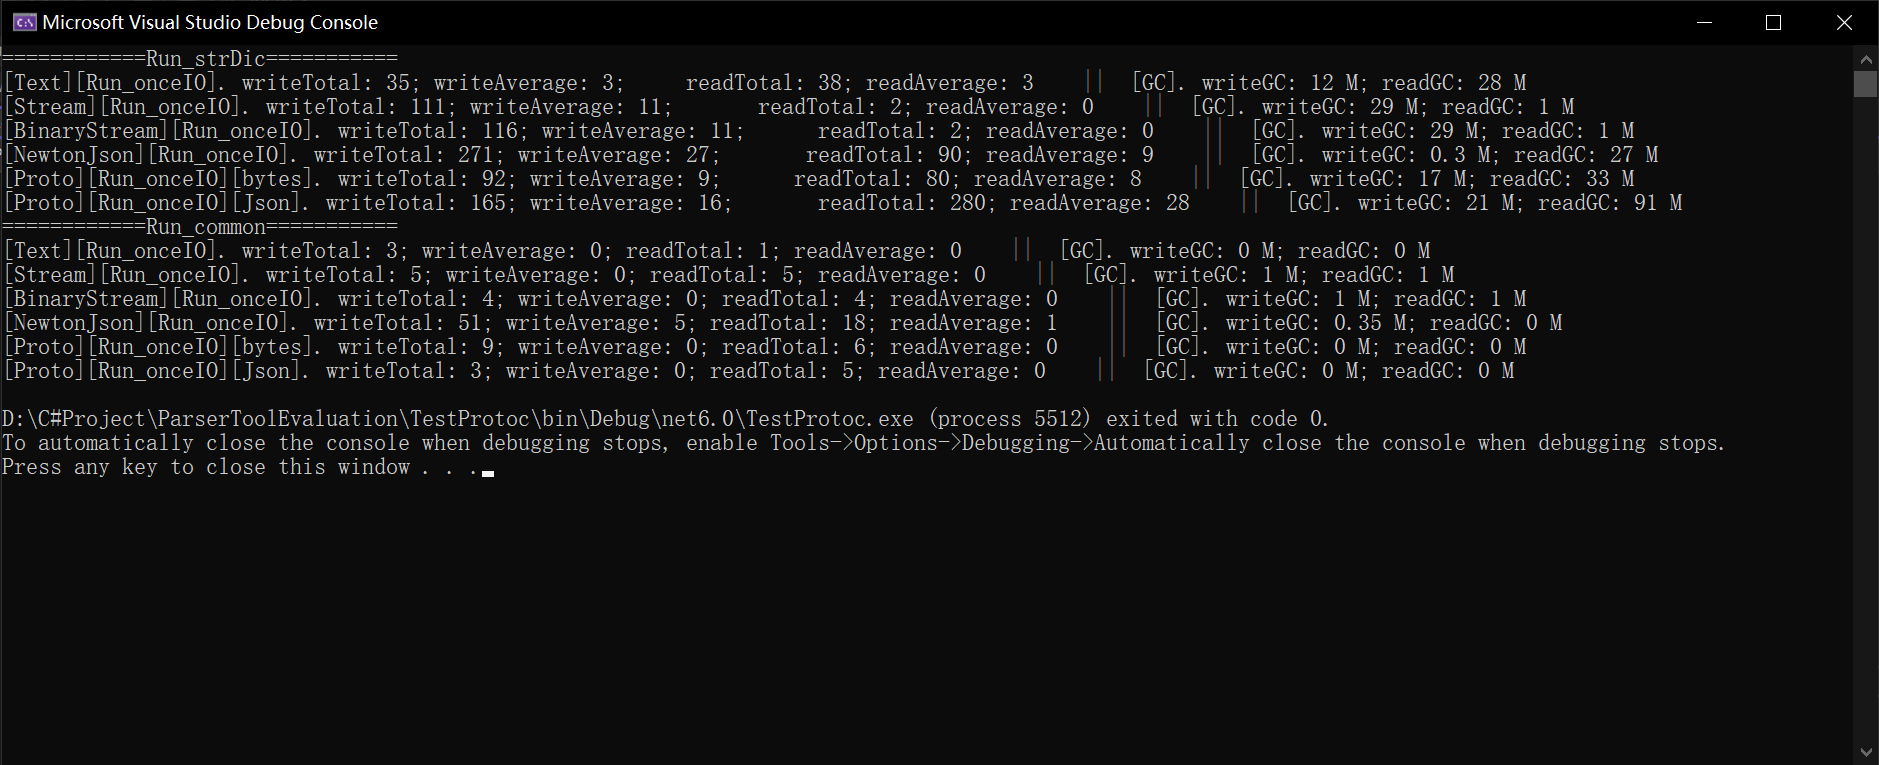 Microsoft Visual Studio Debug Console
============Run_strDic===========
[Text][Run_onceIO]. writeTotal: 35; writeAverage: 3;     readTotal: 38; readAverage: 3    ||  [GC]. writeGC: 12 M; readGC: 28 M
[Stream][Run_onceIO]. writeTotal: 111; writeAverage: 11;       readTotal: 2; readAverage: 0    ||  [GC]. writeGC: 29 M; readGC: 1 M
[BinaryStream][Run_onceIO]. writeTotal: 116; writeAverage: 11;      readTotal: 2; readAverage: 0    ||  [GC]. writeGC: 29 M; readGC: 1 M
[NewtonJson][Run_onceIO]. writeTotal: 271; writeAverage: 27;       readTotal: 90; readAverage: 9    ||  [GC]. writeGC: 0.3 M; readGC: 27 M
[Proto][Run_onceIO][bytes]. writeTotal: 92; writeAverage: 9;      readTotal: 80; readAverage: 8    ||  [GC]. writeGC: 17 M; readGC: 33 M
[Proto][Run_onceIO][Json]. writeTotal: 165; writeAverage: 16;       readTotal: 280; readAverage: 28    ||  [GC]. writeGC: 21 M; readGC: 91 M
============Run_common===========
[Text][Run_onceIO]. writeTotal: 3; writeAverage: 0; readTotal: 1; readAverage: 0    ||  [GC]. writeGC: 0 M; readGC: 0 M
[Stream][Run_onceIO]. writeTotal: 5; writeAverage: 0; readTotal: 5; readAverage: 0    ||  [GC]. writeGC: 1 M; readGC: 1 M
[BinaryStream][Run_onceIO]. writeTotal: 4; writeAverage: 0; readTotal: 4; readAverage: 0    ||  [GC]. writeGC: 1 M; readGC: 1 M
[NewtonJson][Run_onceIO]. writeTotal: 51; writeAverage: 5; readTotal: 18; readAverage: 1    ||  [GC]. writeGC: 0.35 M; readGC: 0 M
[Proto][Run_onceIO][bytes]. writeTotal: 9; writeAverage: 0; readTotal: 6; readAverage: 0    ||  [GC]. writeGC: 0 M; readGC: 0 M
[Proto][Run_onceIO][Json]. writeTotal: 3; writeAverage: 0; readTotal: 5; readAverage: 0    ||  [GC]. writeGC: 0 M; readGC: 0 M
D:\C#Project\ParserToolEvaluation\TestProtoc\bin\Debug\net6.0\TestProtoc.exe (process 5512) exited with code 0.
To automatically close the console when debugging stops, enable Tools->Options->Debugging->Automatically close the console when debugging stops.
Press any key to close this window . . .